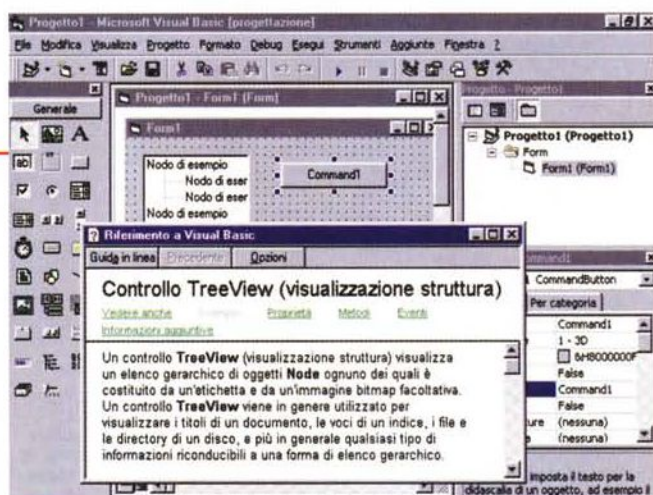 Progetto1 - Microsoft Visual Basic [progettazione]
File Modifica Visualizza Progetto Formato Debug Esegui Strumenti Aggiunte Finestra ?
Generale
A
ab
Progetto1 - Form1 (Form)
Form1
Nodo di esempio
Nodo di eser
Nodo di eser
Nodo di esempio
Command1
Progetto - Progetto1
Progetto1 (Progetto1)
Form
Form1 (Form1)
? Riferimento a Visual Basic
Guida in linea Precedente Opzioni
Controllo TreeView (visualizzazione struttura)
Vedere anche Esempio Proprietà Metodi Eventi
Informazioni aggiuntive
Un controllo TreeView (visualizzazione struttura) visualizza
un elenco gerarchico di oggetti Node ognuno dei quali è
costituito da un'etichetta e da un'immagine bitmap facoltativa.
Un controllo TreeView viene in genere utilizzato per
visualizzare i titoli di un documento, le voci di un indice, i file e
le directory di un disco, e più in generale qualsiasi tipo di
informazioni riconducibili a una forma di elenco gerarchico.
ommand1
CommandButton
Per categoria
Command1
1 - 3D
&H8000000F
False
Command1
False
ture (nessuna)
(nessuna)
imposta il testo per la
didascalia di un oggetto, ad esempio il